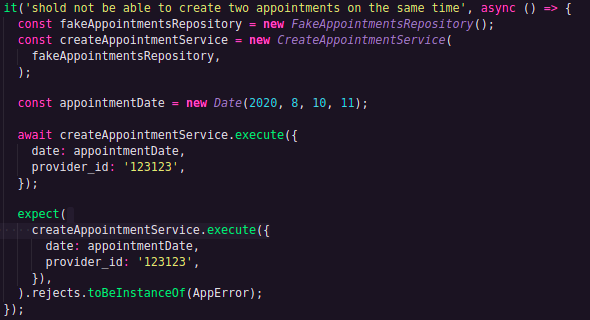 it('shold not be able to create two appointments on the same time', async () => {
  const fakeAppointmentsRepository = new FakeAppointmentsRepository();
  const createAppointmentService = new CreateAppointmentService(
    fakeAppointmentsRepository,
  );
  const appointmentDate = new Date(2020, 8, 10, 11);
  await createAppointmentService.execute({
    date: appointmentDate,
    provider_id: '123123',
  });
  expect(
    createAppointmentService.execute({
      date: appointmentDate,
      provider_id: '123123',
    }),
  ).rejects.toBeInstanceOf(AppError);
});